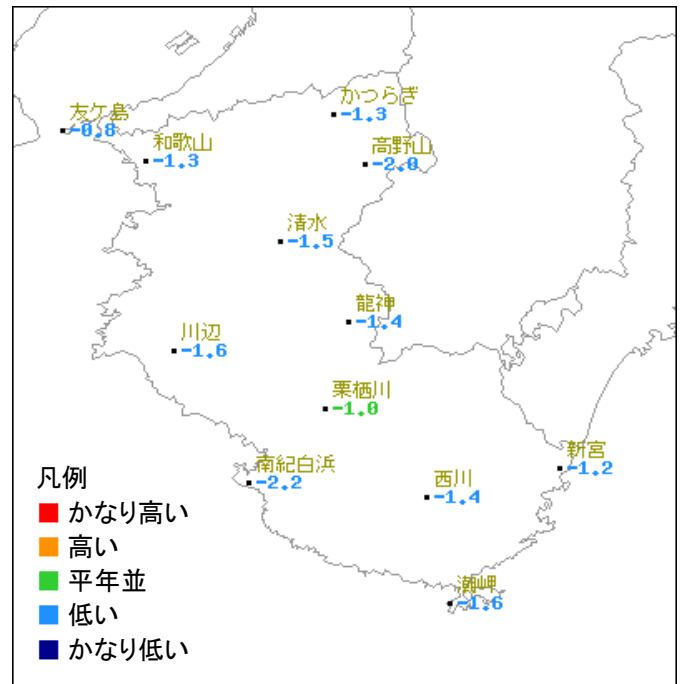 かつらぎ
-1.3
友ケ島
-0.8
和歌山
-1.3
高野山
-2.0
清水
-1.5
龍神
-1.4
川辺
-1.6
栗栖川
-1.0
新宮
-1.2
南紀白浜
-2.2
西川
-1.4
潮岬
-1.6
凡例
かなり高い
高い
平年並
低い
かなり低い